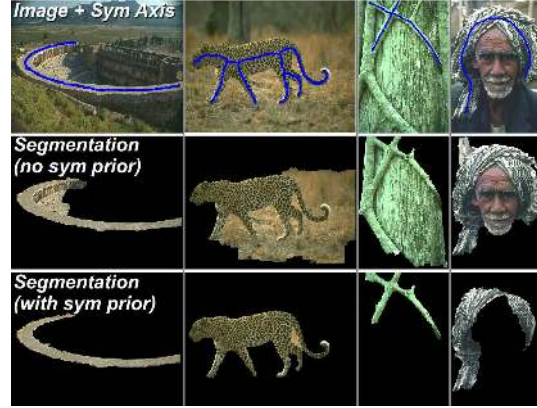 Image + Sym Axis
Segmentation
(no sym prior)
Segmentation
(with sym prior)